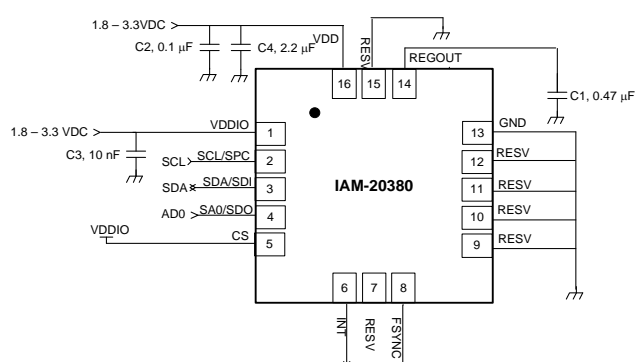 1.8 – 3.3VDC
C2, 0.1 µF
C4, 2.2 µF
VDD
RESV
REGOUT
C1, 0.47 µF
16
15
14
1.8 – 3.3 VDC
VDDIO
C3, 10 nF
1
13
GND
SCL
SCL/SPC
2
12
RESV
SDA
SDA/SDI
3
IAM-20380
11
RESV
AD0
SA0/SDO
4
10
RESV
VDDIO
CS
5
9
RESV
6
7
8
INT
RESV
FSYNC